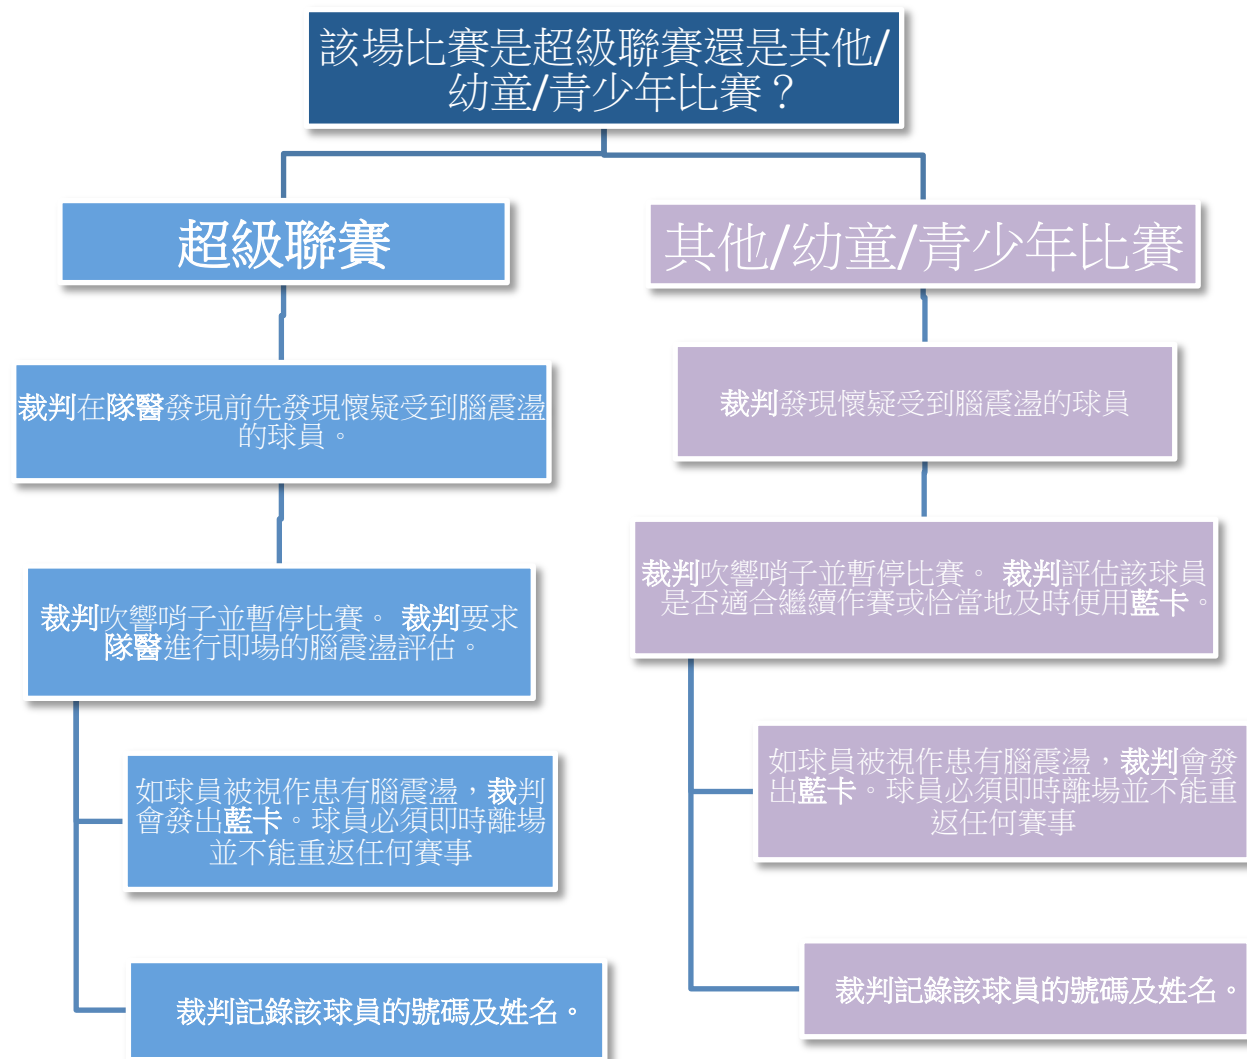 該場比賽是超級聯賽還是其他/
幼童/青少年比賽？
超級聯賽
其他/幼童/青少年比賽
裁判在隊醫發現前先發現懷疑受到腦震盪
的球員。
裁判發現懷疑受到腦震盪的球員
裁判吹響哨子並暫停比賽。 裁判要求
隊醫進行即場的腦震盪評估。
裁判吹響哨子並暫停比賽。 裁判評估該球員
是否適合繼續作賽或恰當地及時便用藍卡。
如球員被視作患有腦震盪，裁判
會發出藍卡。球員必須即時離場
並不能重返任何賽事
如球員被視作患有腦震盪，裁判會發
出藍卡。球員必須即時離場並不能重
返任何賽事
裁判記錄該球員的號碼及姓名。
裁判記錄該球員的號碼及姓名。